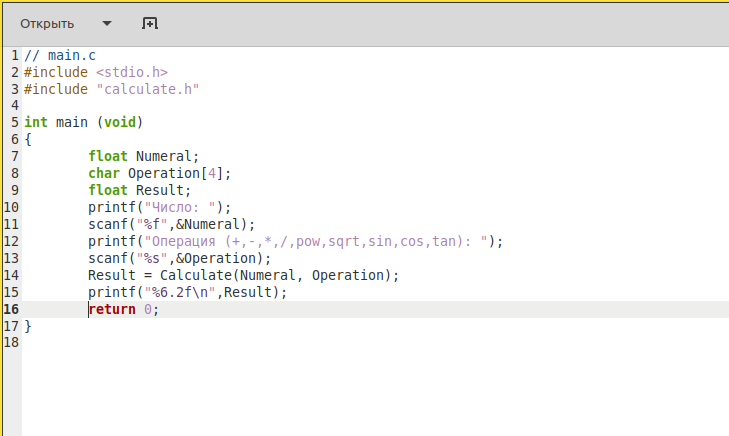 Открыть
1 // main.c
2 #include <stdio.h>
3 #include "calculate.h"
4
5 int main (void)
6 {
7         float Numeral;
8         char Operation[4];
9         float Result;
10         printf("Число: ");
11         scanf("%f",&Numeral);
12         printf("Операция (+,-,*,/,pow,sqrt,sin,cos,tan): ");
13         scanf("%s",&Operation);
14         Result = Calculate(Numeral, Operation);
15         printf("%6.2f\n",Result);
16         return 0;
17 }
18